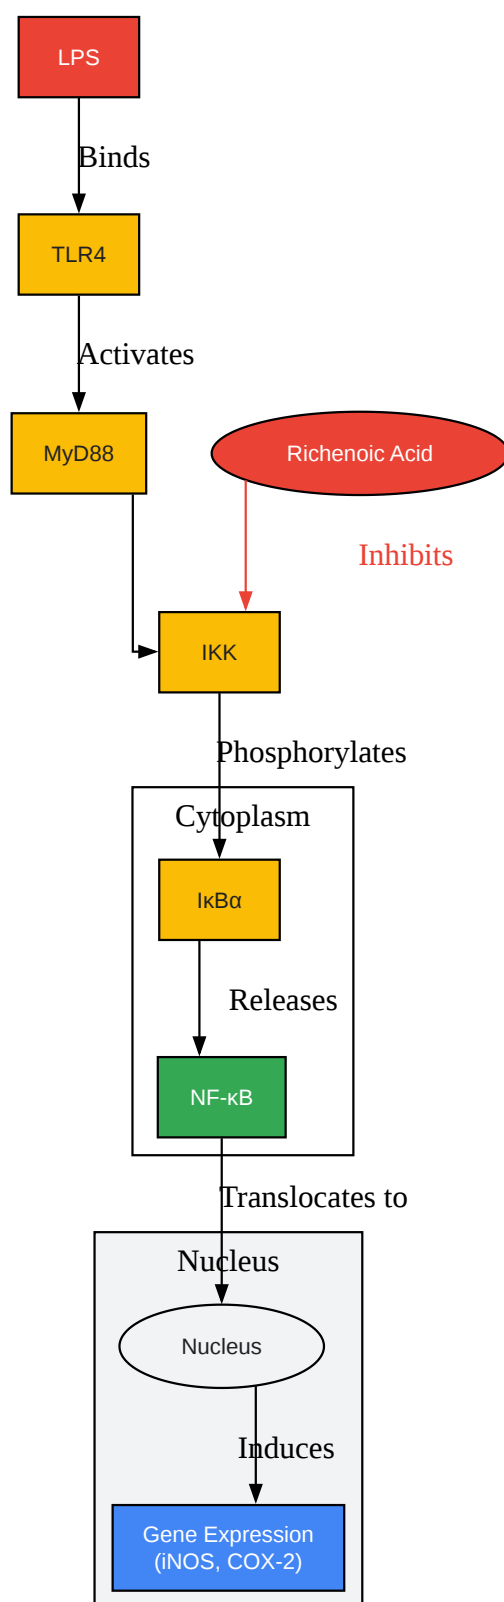 LPS
Binds
TLR4
Activates
MyD88
Richenoic Acid
Inhibits
IKK
Phosphorylates
Cytoplasm
IκBα
Releases
NF-κB
Translocates to
Nucleus
Nucleus
Induces
Gene Expression
(iNOS, COX-2)